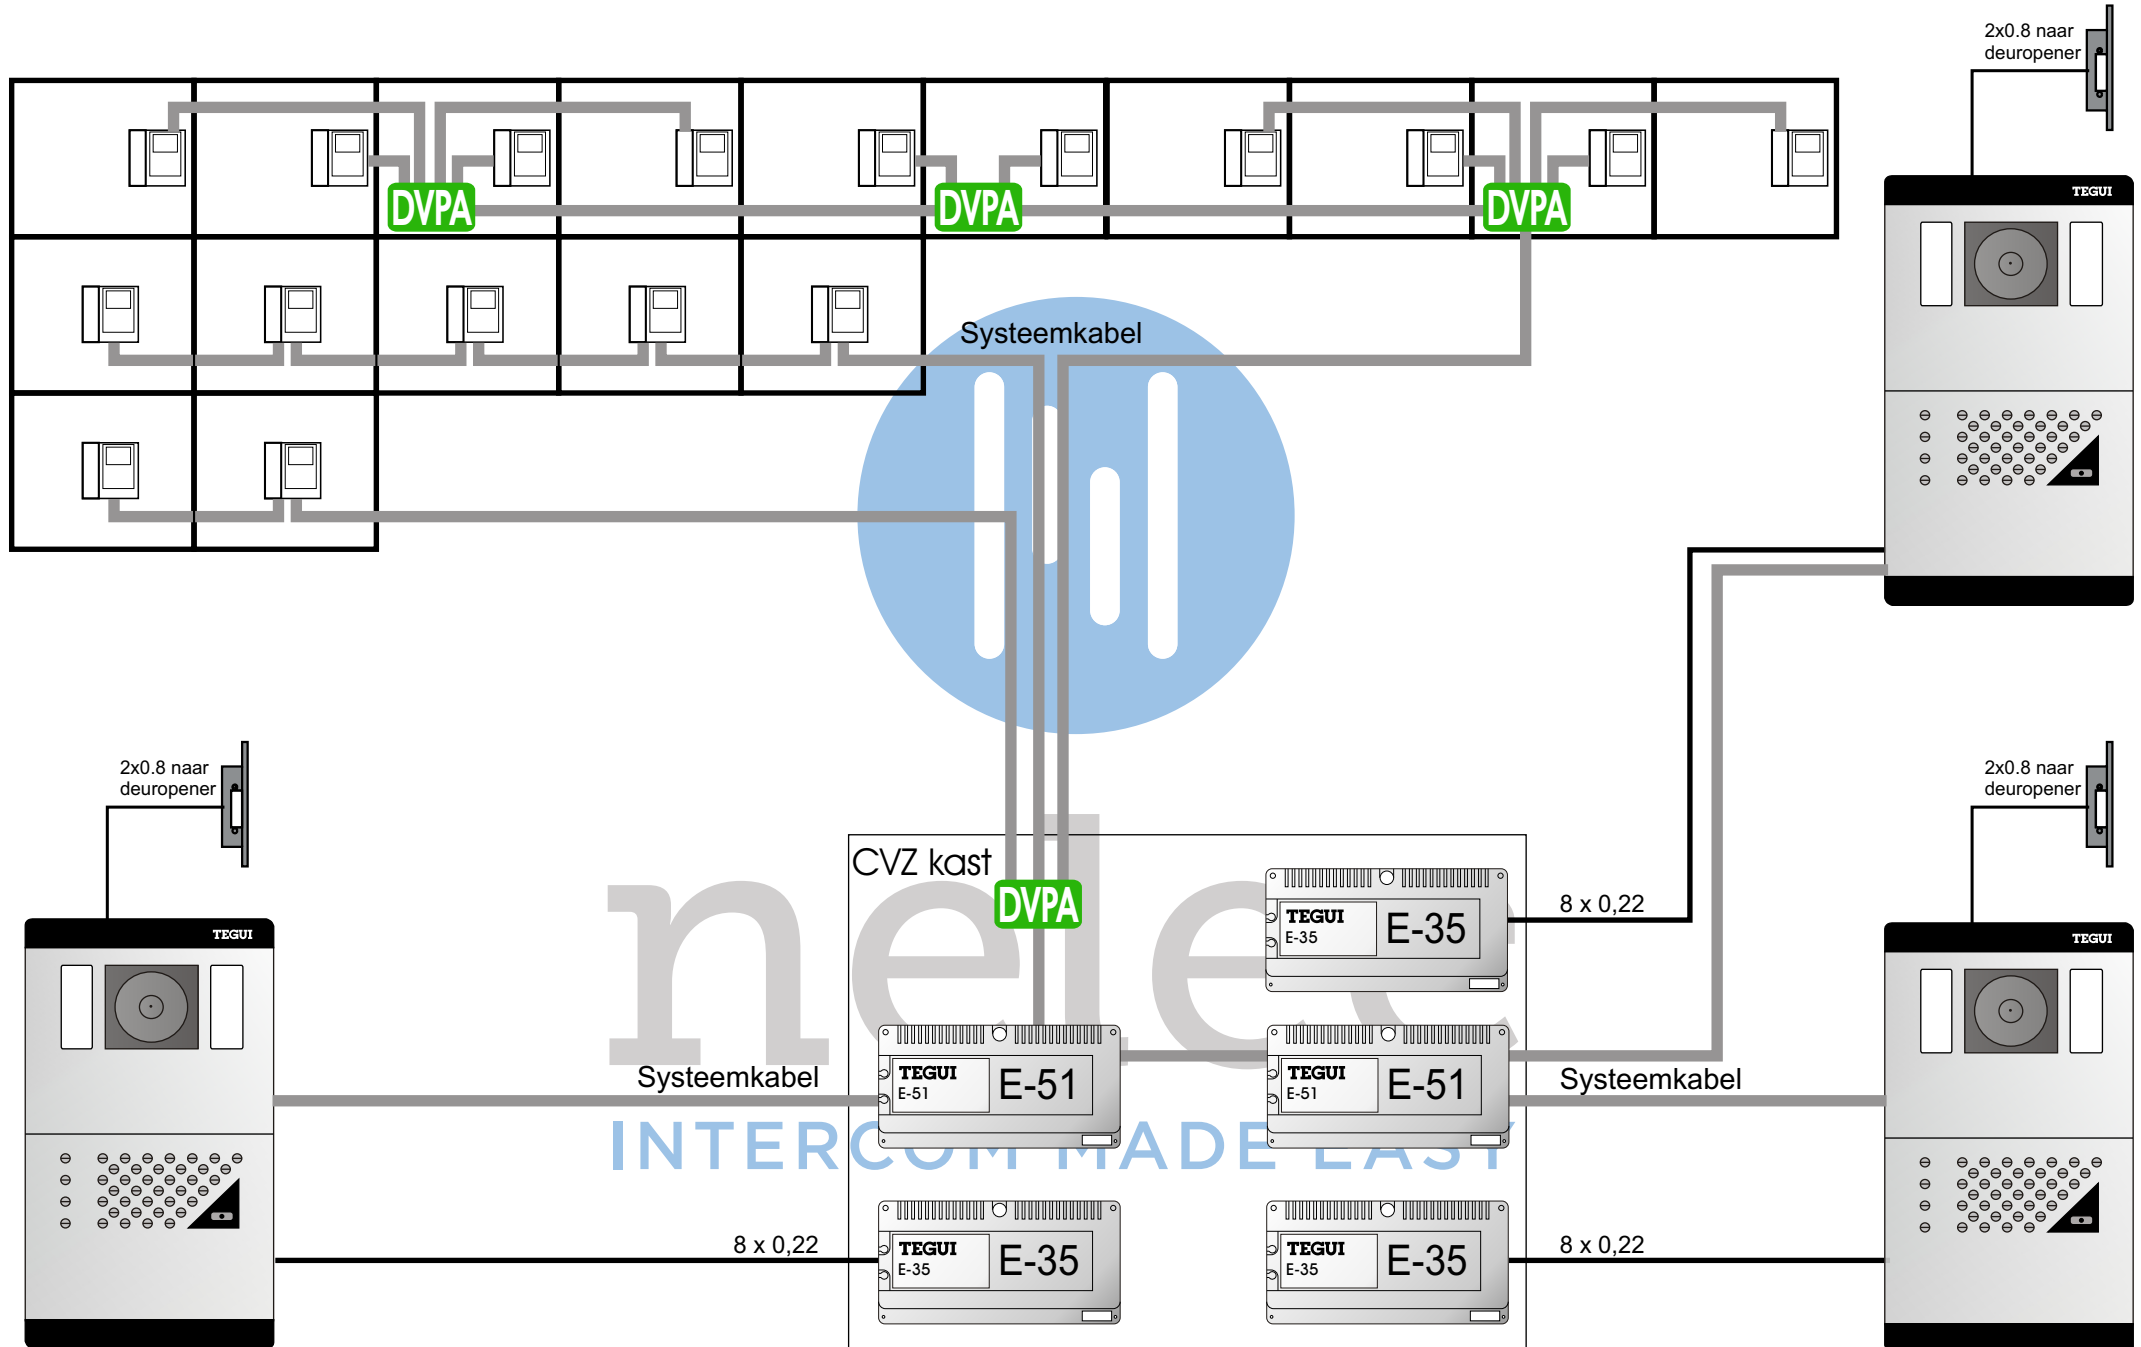 2x0.8 naar
deuropener
TEGUI
DVPA
DVPA
DVPA
Systeemkabel
2x0.8 naar
deuropener
2x0.8 naar
deuropener
CVZ kast
DVPA
TEGUI
E-35
E-35
8 x 0,22
TEGUI
TEGUI
nelec
Systeemkabel
TEGUI
E-51
E-51
TEGUI
E-51
E-51
Systeemkabel
INTERCOM MADE EASY
8 x 0,22
TEGUI
E-35
E-35
TEGUI
E-35
E-35
8 x 0,22